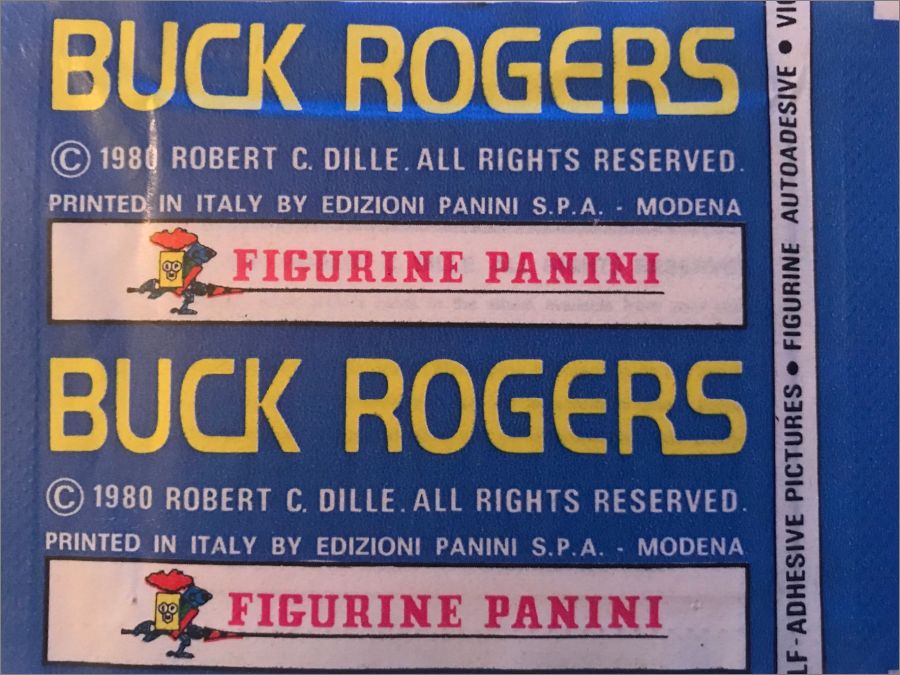 BUCK ROGERS
© 1980 ROBERT C. DILLE. ALL RIGHTS RESERVED.
PRINTED IN ITALY BY EDIZIONI PANINI S.P.A. - MODENA
FIGURINE PANINI
BUCK ROGERS
© 1980 ROBERT C. DILLE. ALL RIGHTS RESERVED.
PRINTED IN ITALY BY EDIZIONI PANINI S.P.A. - MODENA
FIGURINE PANINI
LF-ADHESIVE PICTURES • FIGURINE AUTOADESIVE •